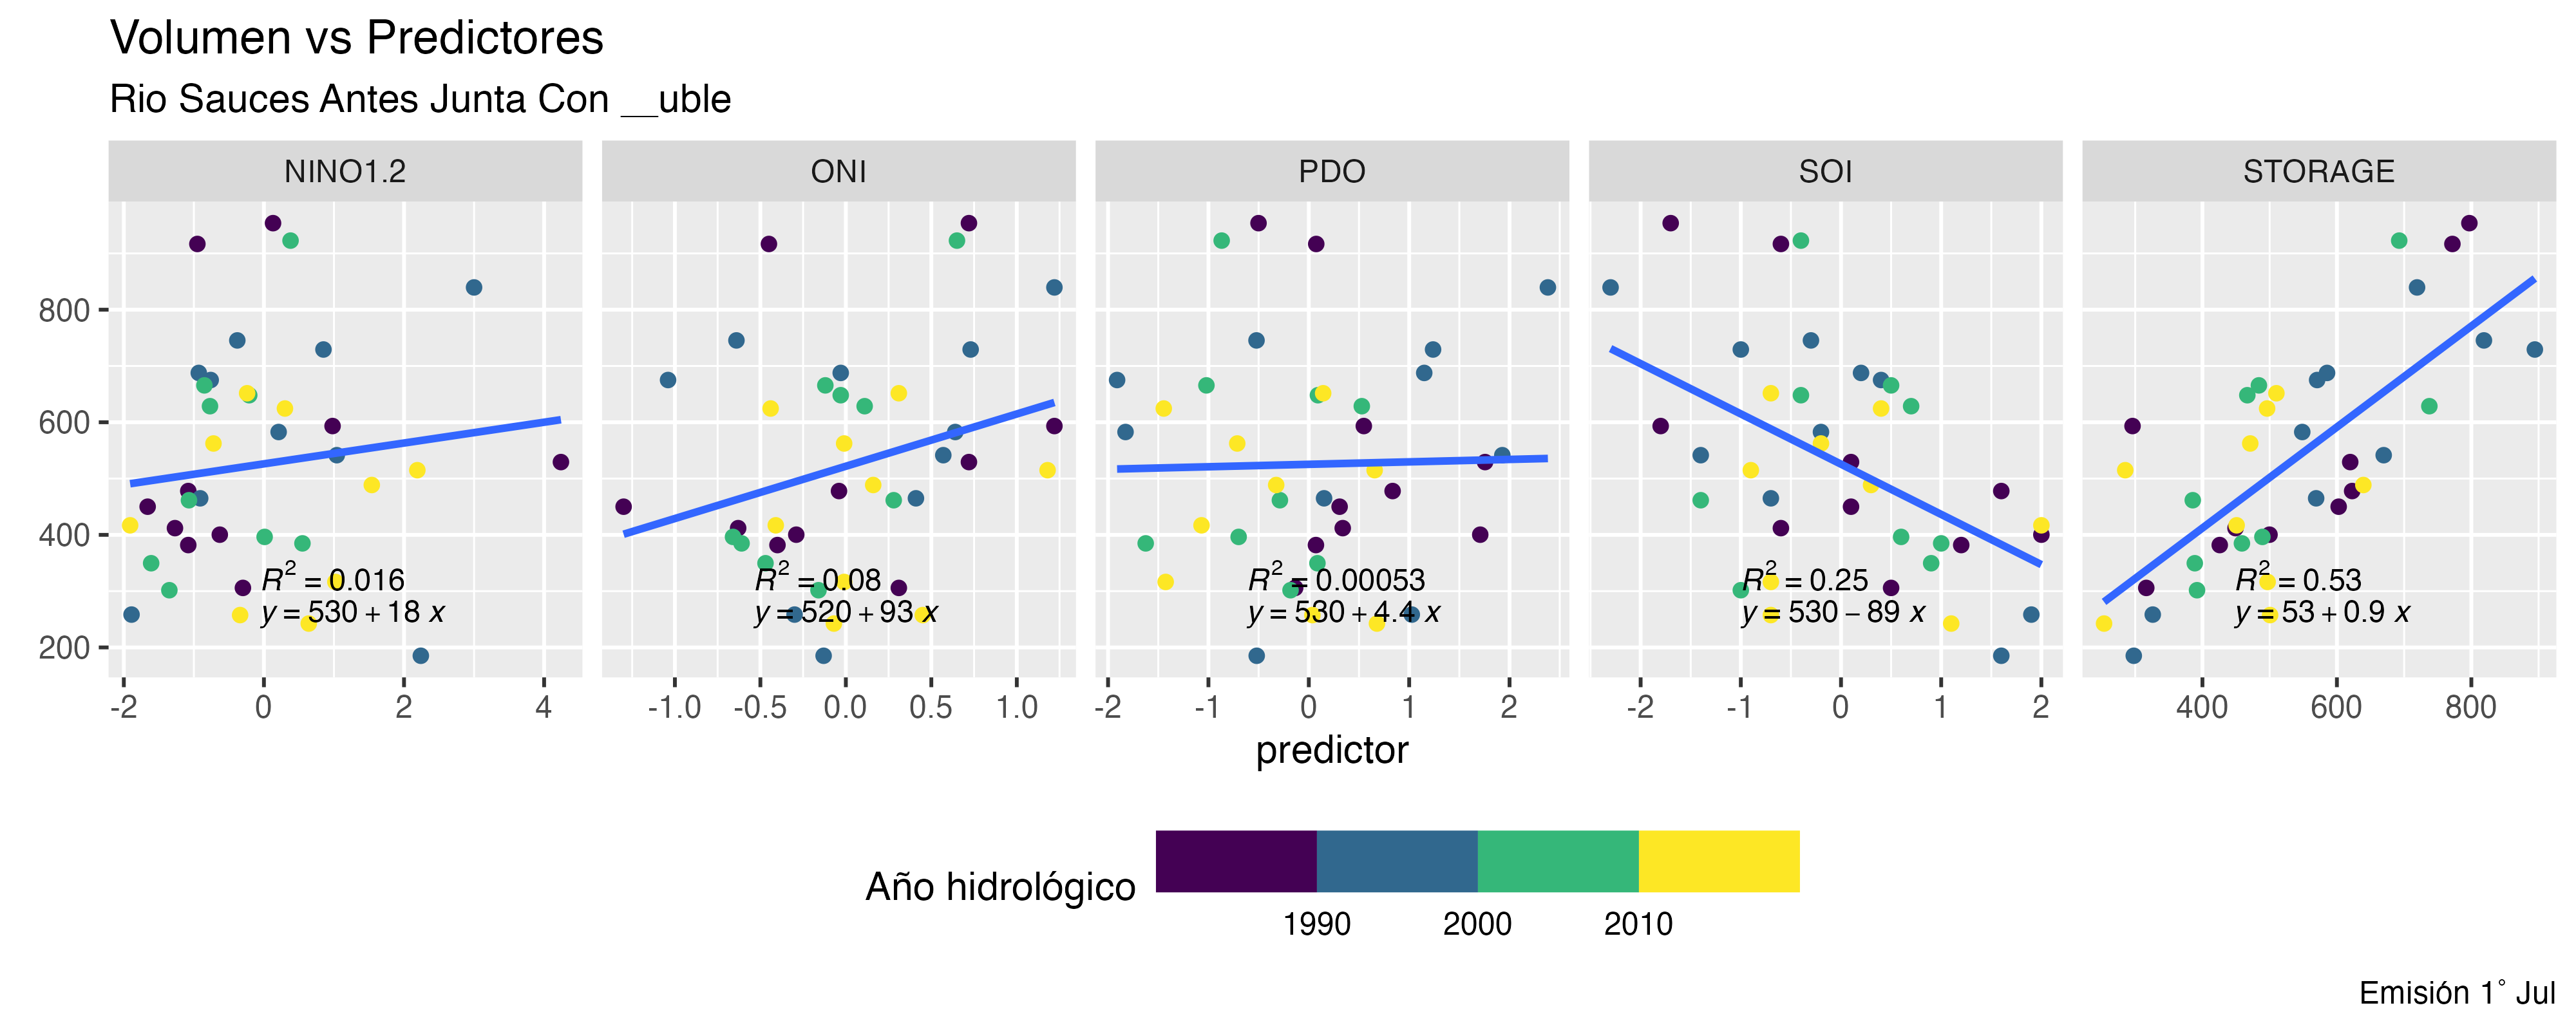 Volumen vs Predictores
Rio Sauces Antes Junta Con __uble
NINO1.2 ONI PDO SOI STORAGE
800
600
400
200
R² = 0.016 R² = 0.08 R² = 0.00053 R² = 0.25 R² = 0.53
y = 530 + 18 x y = 520 + 93 x y = 530 + 4.4 x y = 530 − 89 x y = 53 + 0.9 x
-2 0 2 4 -1.0 -0.5 0.0 0.5 1.0 -2 -1 0 1 2 -2 -1 0 1 2 400 600 800
predictor
Año hidrológico
1990 2000 2010
Emisión 1° Jul